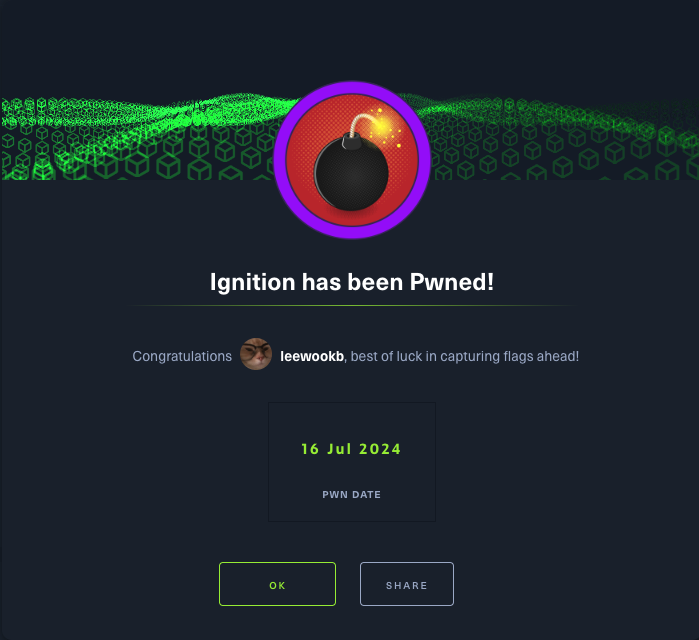 Ignition has been Pwned!
Congratulations leewookb, best of luck in capturing flags ahead!
16 Jul 2024
PWN DATE
OK SHARE